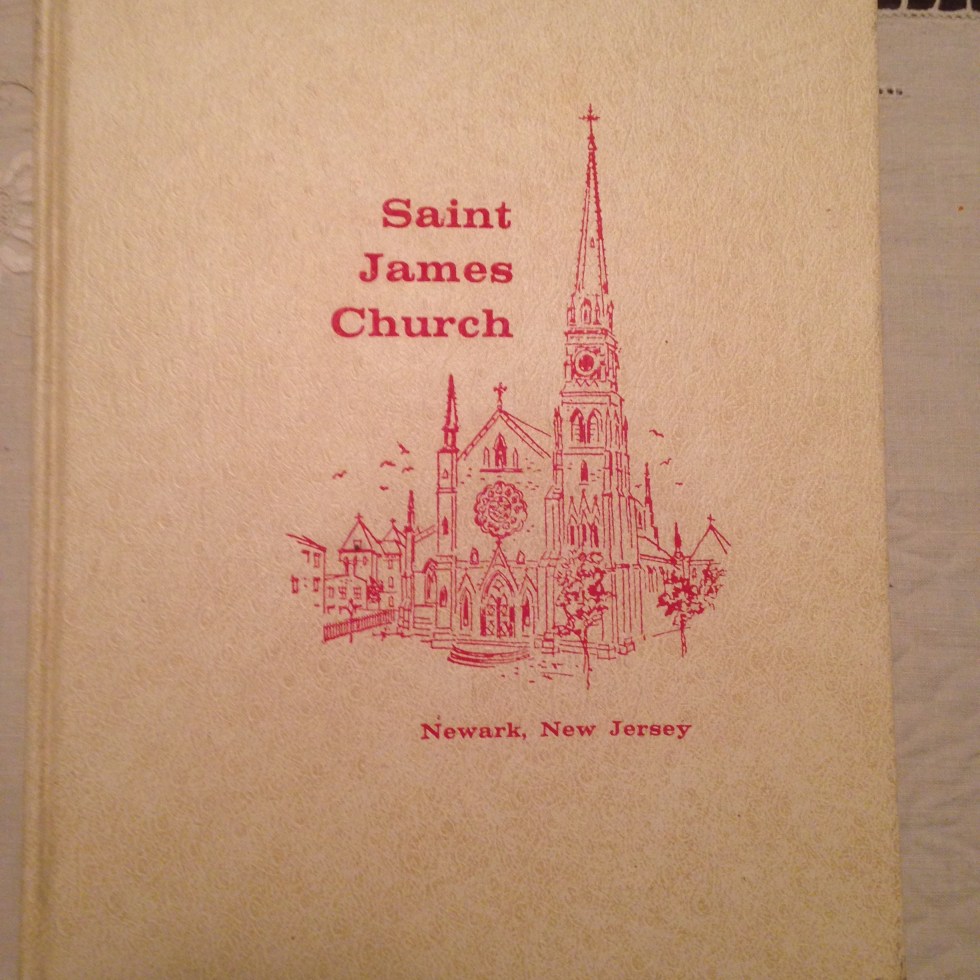 Saint
James
Church
Newark, New Jersey